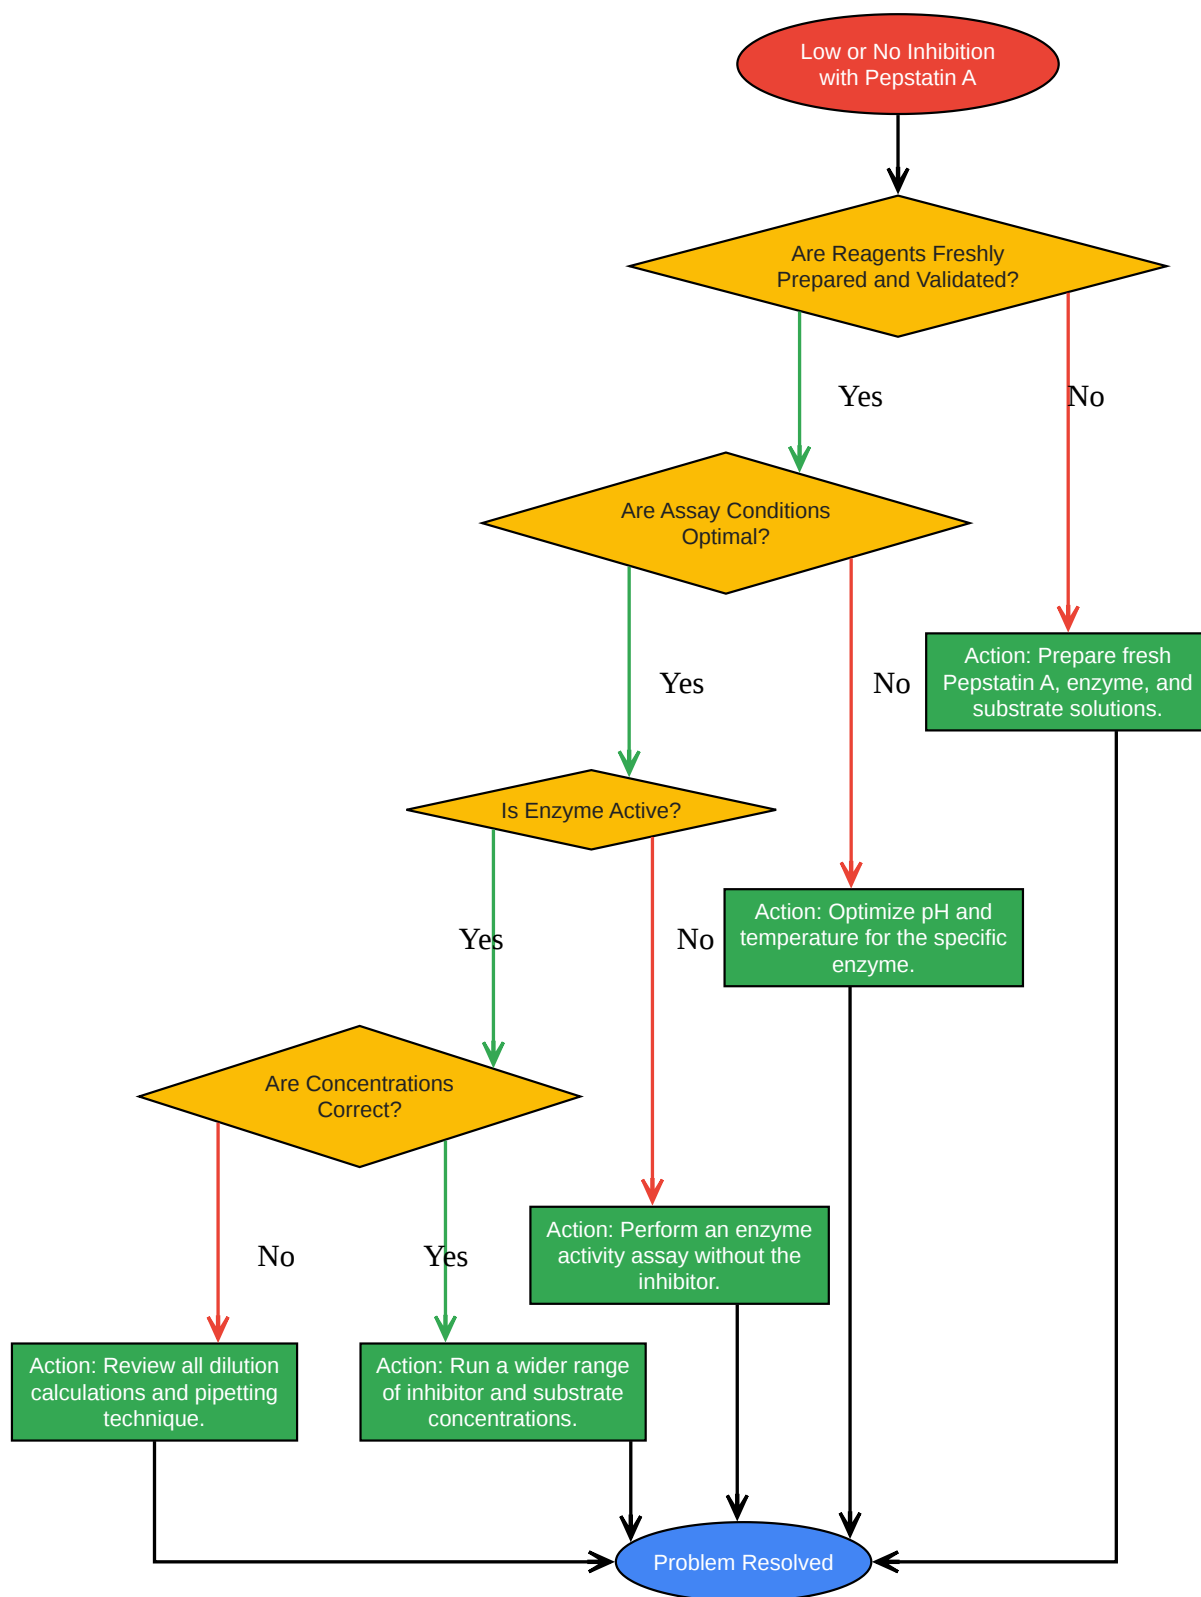 Low or No Inhibition
with Pepstatin A
Are Reagents Freshly
Prepared and Validated?
Yes
No
Are Assay Conditions
Optimal?
Yes
No
Action: Prepare fresh
Pepstatin A, enzyme, and
substrate solutions.
Is Enzyme Active?
Yes
No
Action: Optimize pH and
temperature for the specific
enzyme.
Are Concentrations
Correct?
No
Yes
Action: Perform an enzyme
activity assay without the
inhibitor.
Action: Review all dilution
calculations and pipetting
technique.
Action: Run a wider range
of inhibitor and substrate
concentrations.
Problem Resolved